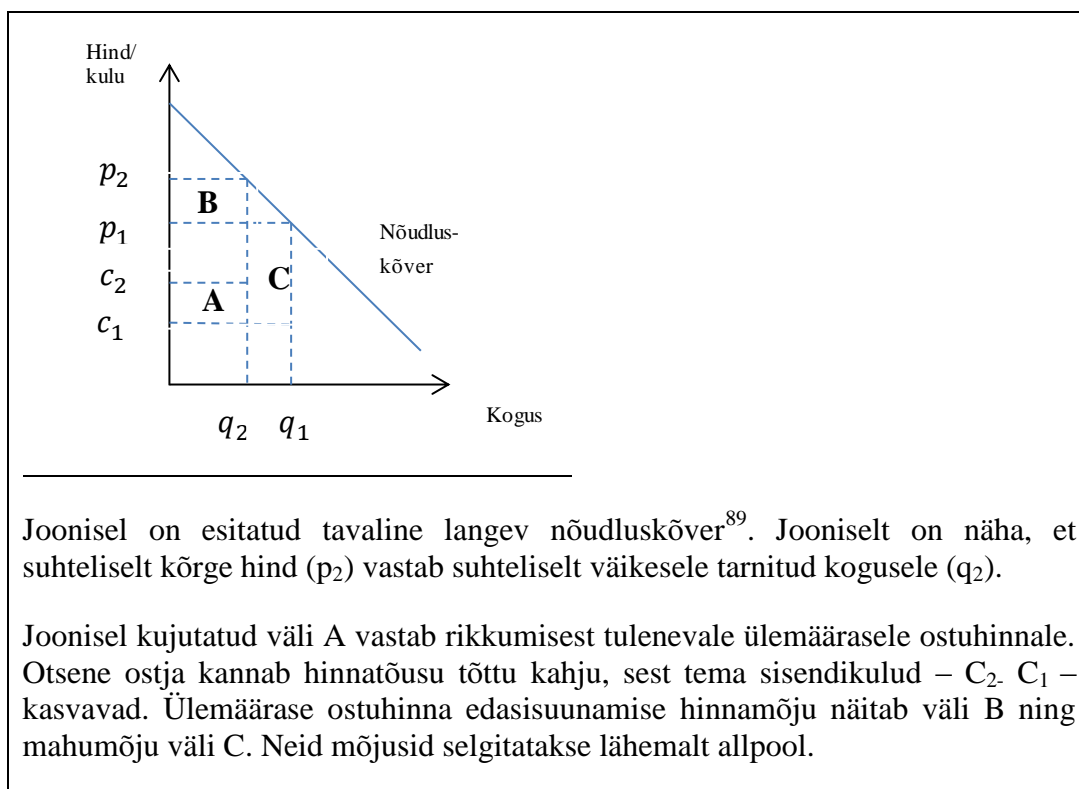 Hind/
kulu
p₂
B
p₁
Nõudlus-
kõver
c₂
C
A
c₁
q₂ q₁
Kogus
Joonisel on esitatud tavaline langev nõudluskõver⁸⁹. Jooniselt on näha, et
suhteliselt kõrge hind (p₂) vastab suhteliselt väikesele tarnitud kogusele (q₂).
Joonisel kujutatud väli A vastab rikkumisest tulenevale ülemäärasele ostuhinnale.
Otsene ostja kannab hinnatõusu tõttu kahju, sest tema sisendikulud – C₂₋ C₁ –
kasvavad. Ülemäärase ostuhinna edasisuunamise hinnamõju näitab väli B ning
mahumõju väli C. Neid mõjusid selgitatakse lähemalt allpool.